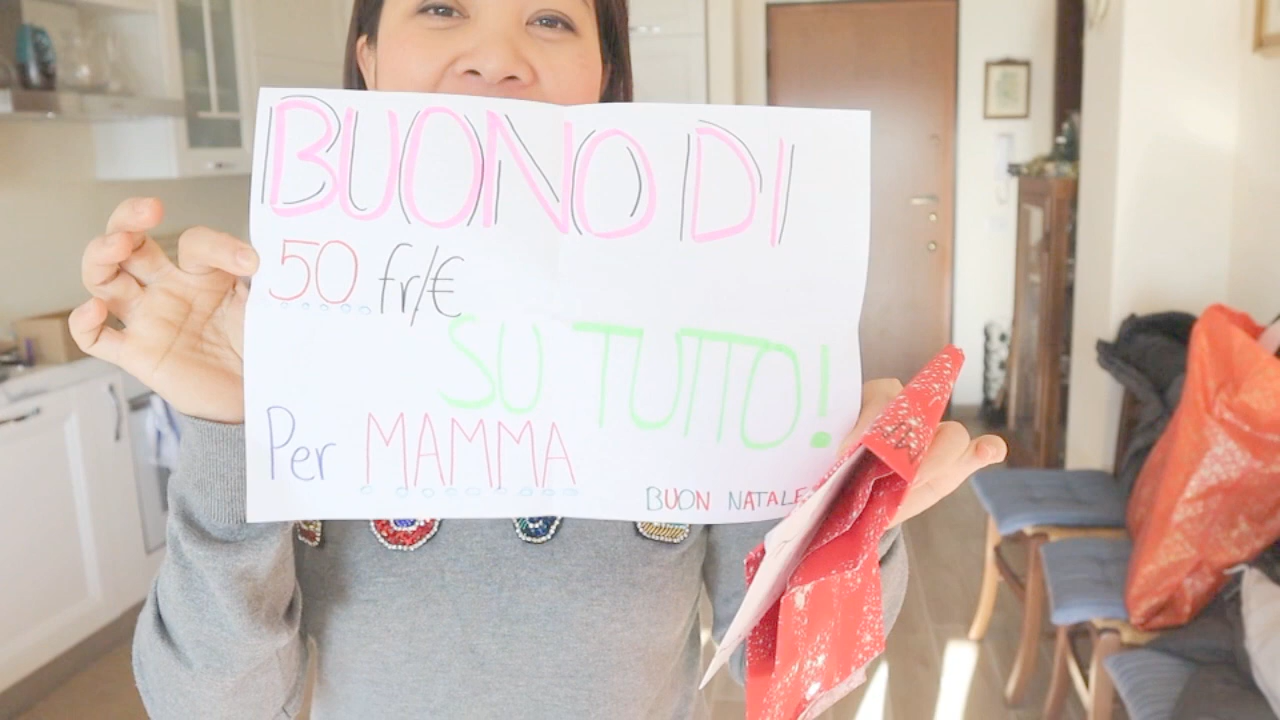 BUONO DI
50 fr/€
SU TUTTO!
Per MAMMA
BUON NATALE